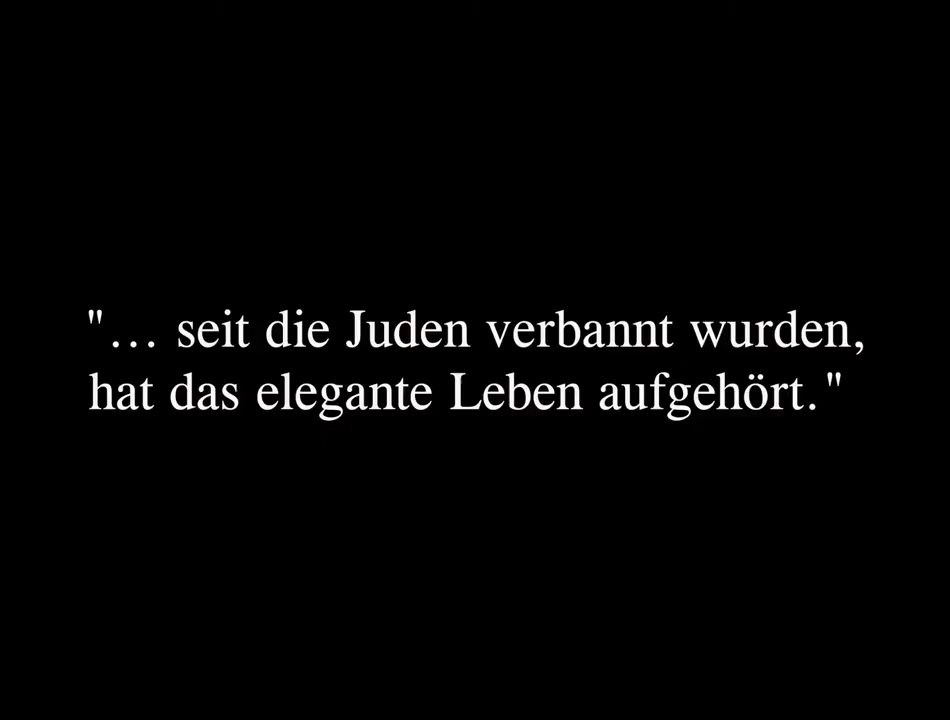 "... seit die Juden verbannt wurden,
hat das elegante Leben aufgehört."